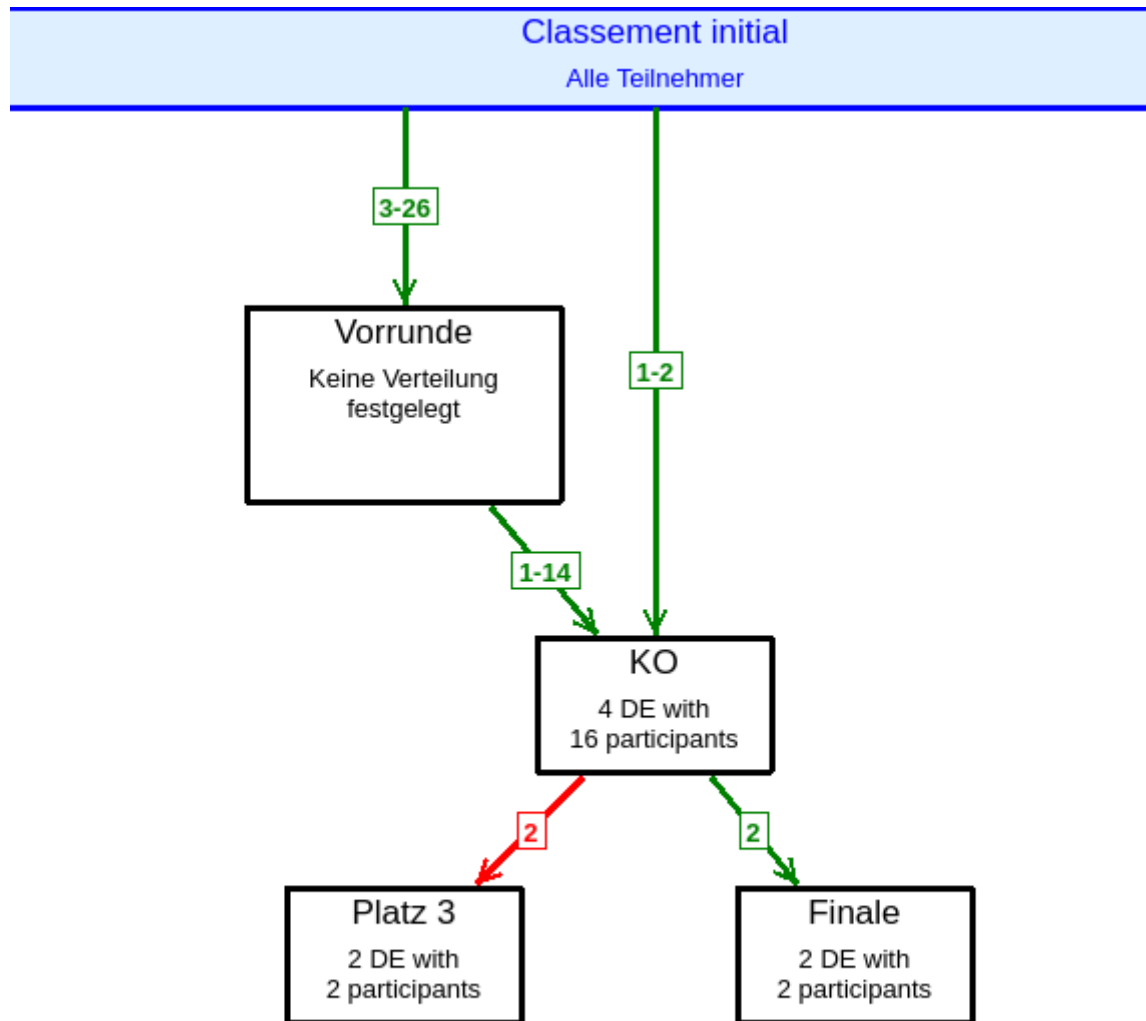 Classement initial
Alle Teilnehmer
3-26
Vorrunde
Keine Verteilung
festgelegt
1-2
1-14
KO
4 DE with
16 participants
2
2
Platz 3
2 DE with
2 participants
Finale
2 DE with
2 participants